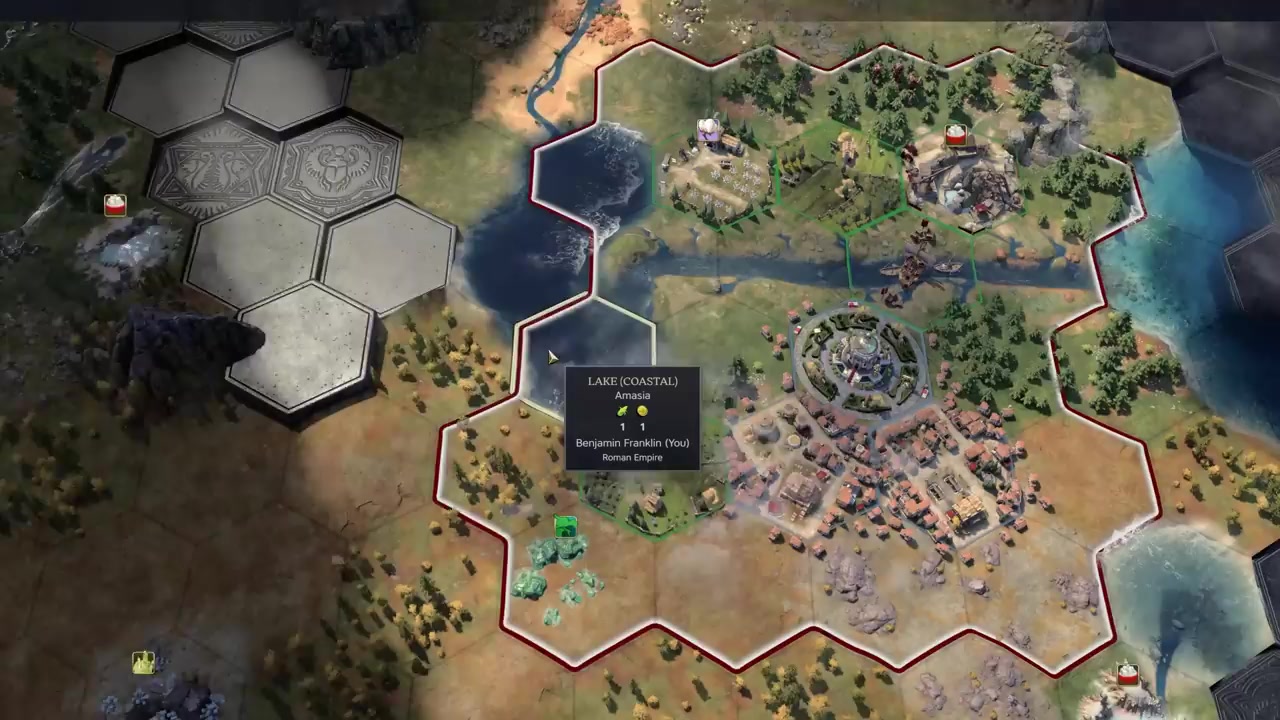 LAKE (COASTAL)
Amasia
1 1
Benjamin Franklin (You)
Roman Empire